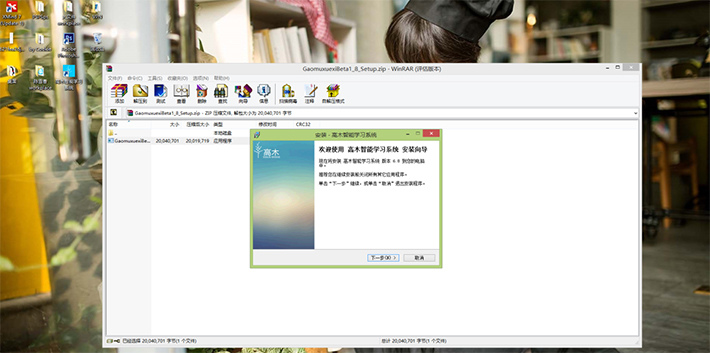 GaomuxuexiBeta1_8_Setup.zip - WinRAR (评估版本)
文件(F) 命令(C) 工具(S) 收藏夹(O) 选项(N) 帮助(H)
添加 解压到 测试 查看 删除 查找 向导 信息 扫描病毒 注释 自解压格式
GaomuxuexiBeta1_8_Setup.zip - ZIP 压缩文件, 解包大小为 20,040,701 字节
名称 大小 压缩后大小 类型 修改时间 CRC32
..
本地磁盘
GaomuxuexiBe... 20,040,701 20,019,719 应用程序
安装 - 高木智能学习系统
高木
欢迎使用 高木智能学习系统 安装向导
现在将安装 高木智能学习系统 版本 0.8 到您的电脑
中。
推荐您在继续安装前关闭所有其它应用程序。
单击“下一步”继续，或单击“取消”退出安装程序。
下一步(N) > 取消
已经选择 20,040,701 字节(1 个文件) 总计 20,040,701 字节(1 个文件)